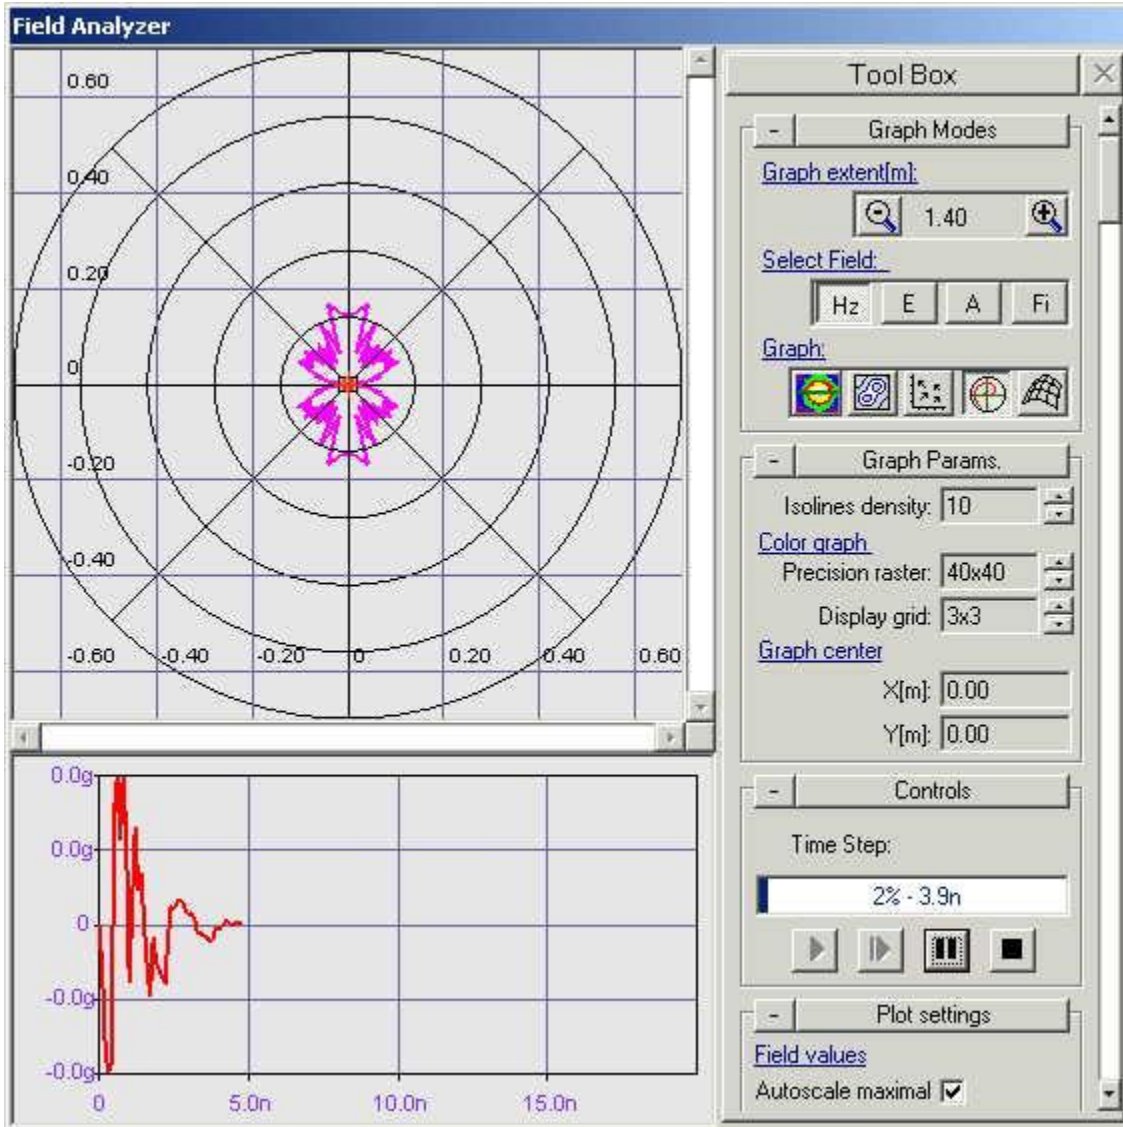 Field Analyzer
0.60
0.40
0.20
0
-0.20
-0.40
-0.60 -0.40 -0.20 0 0.20 0.40 0.60
0.0g
0.0g
0
-0.0g
-0.0g
0 5.0n 10.0n 15.0n
Tool Box
- Graph Modes
Graph extent[m]:
1.40
Select Field:
Hz E A Fi
Graph:
- Graph Params.
Isolines density: 10
Color graph
Precision raster: 40x40
Display grid: 3x3
Graph center
X[m]: 0.00
Y[m]: 0.00
- Controls
Time Step:
2% - 3.9n
- Plot settings
Field values
Autoscale maximal